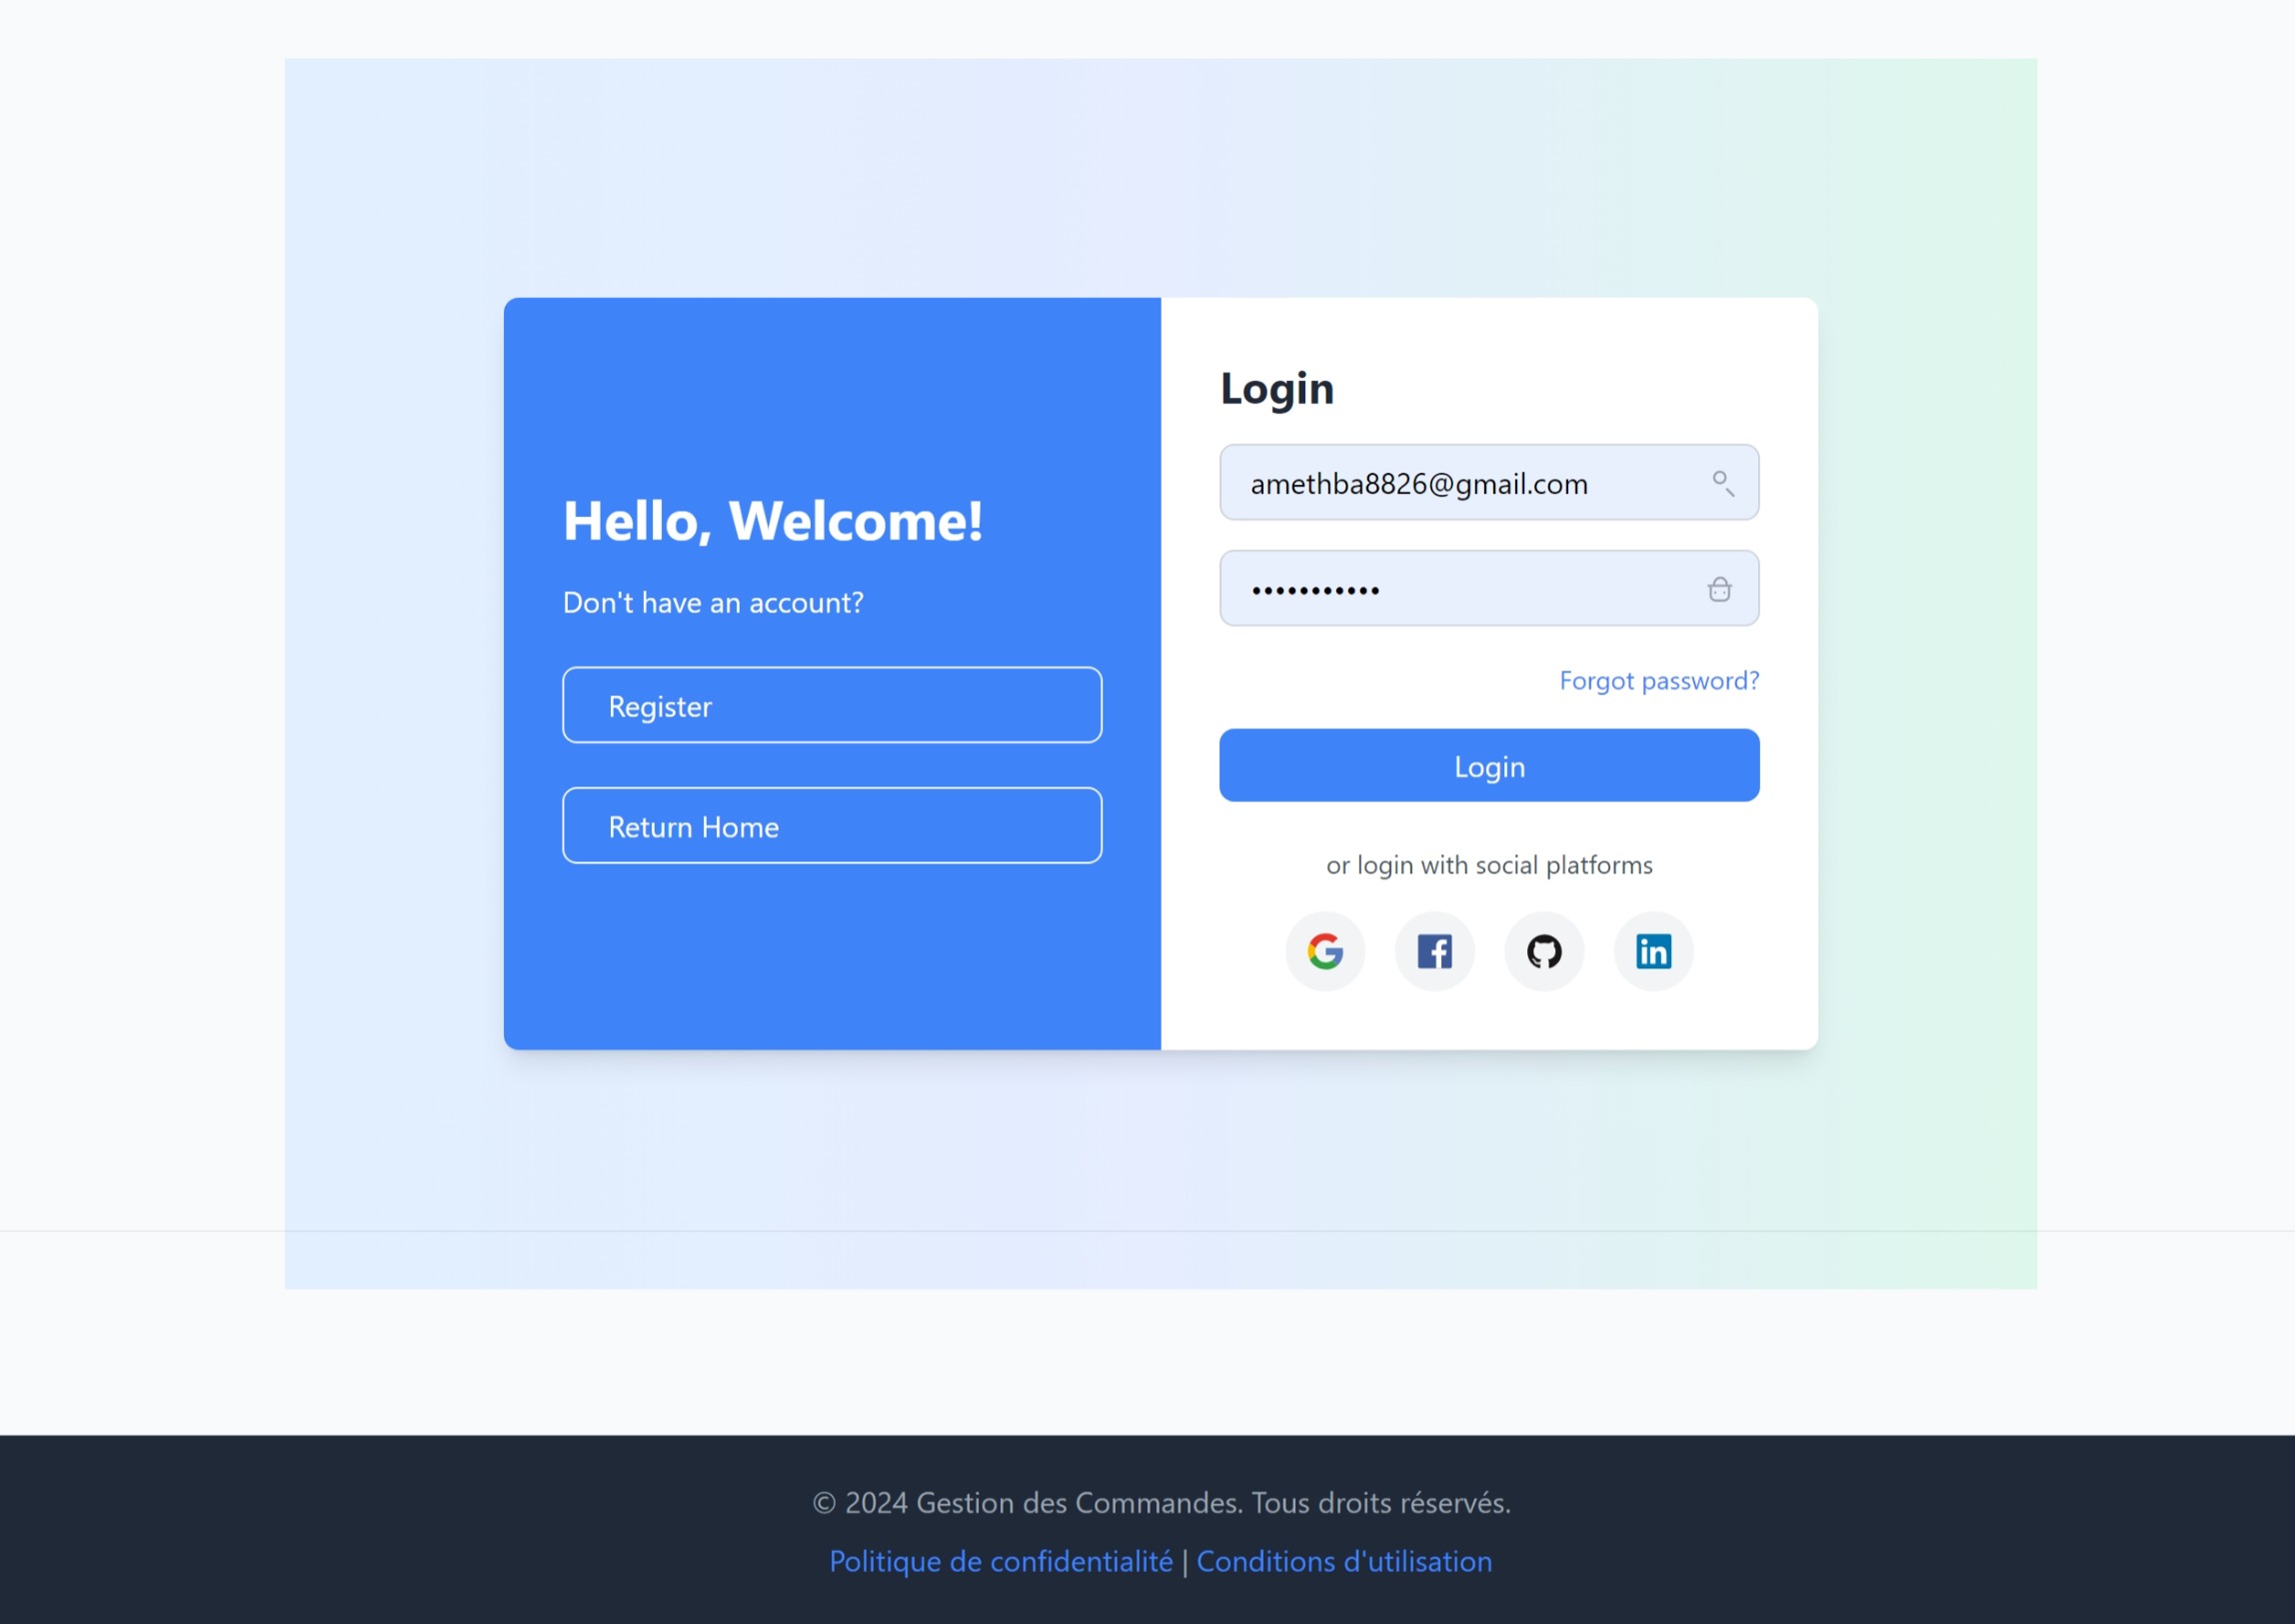 Hello, Welcome!
Don't have an account?
Register
Return Home
Login
amethba8826@gmail.com
•••••••••••
Forgot password?
Login
or login with social platforms
© 2024 Gestion des Commandes. Tous droits réservés.
Politique de confidentialité | Conditions d'utilisation